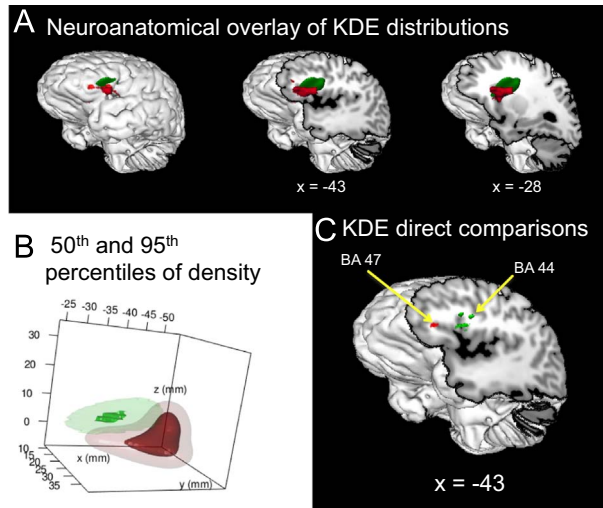 A Neuroanatomical overlay of KDE distributions
x = -43
x = -28
B 50th and 95th
percentiles of density
-25 -30 -35 -40 -45 -50
30
20
10
0
z (mm)
10
15
20
25
30
35
x (mm)
y (mm)
C KDE direct comparisons
BA 47
BA 44
x = -43